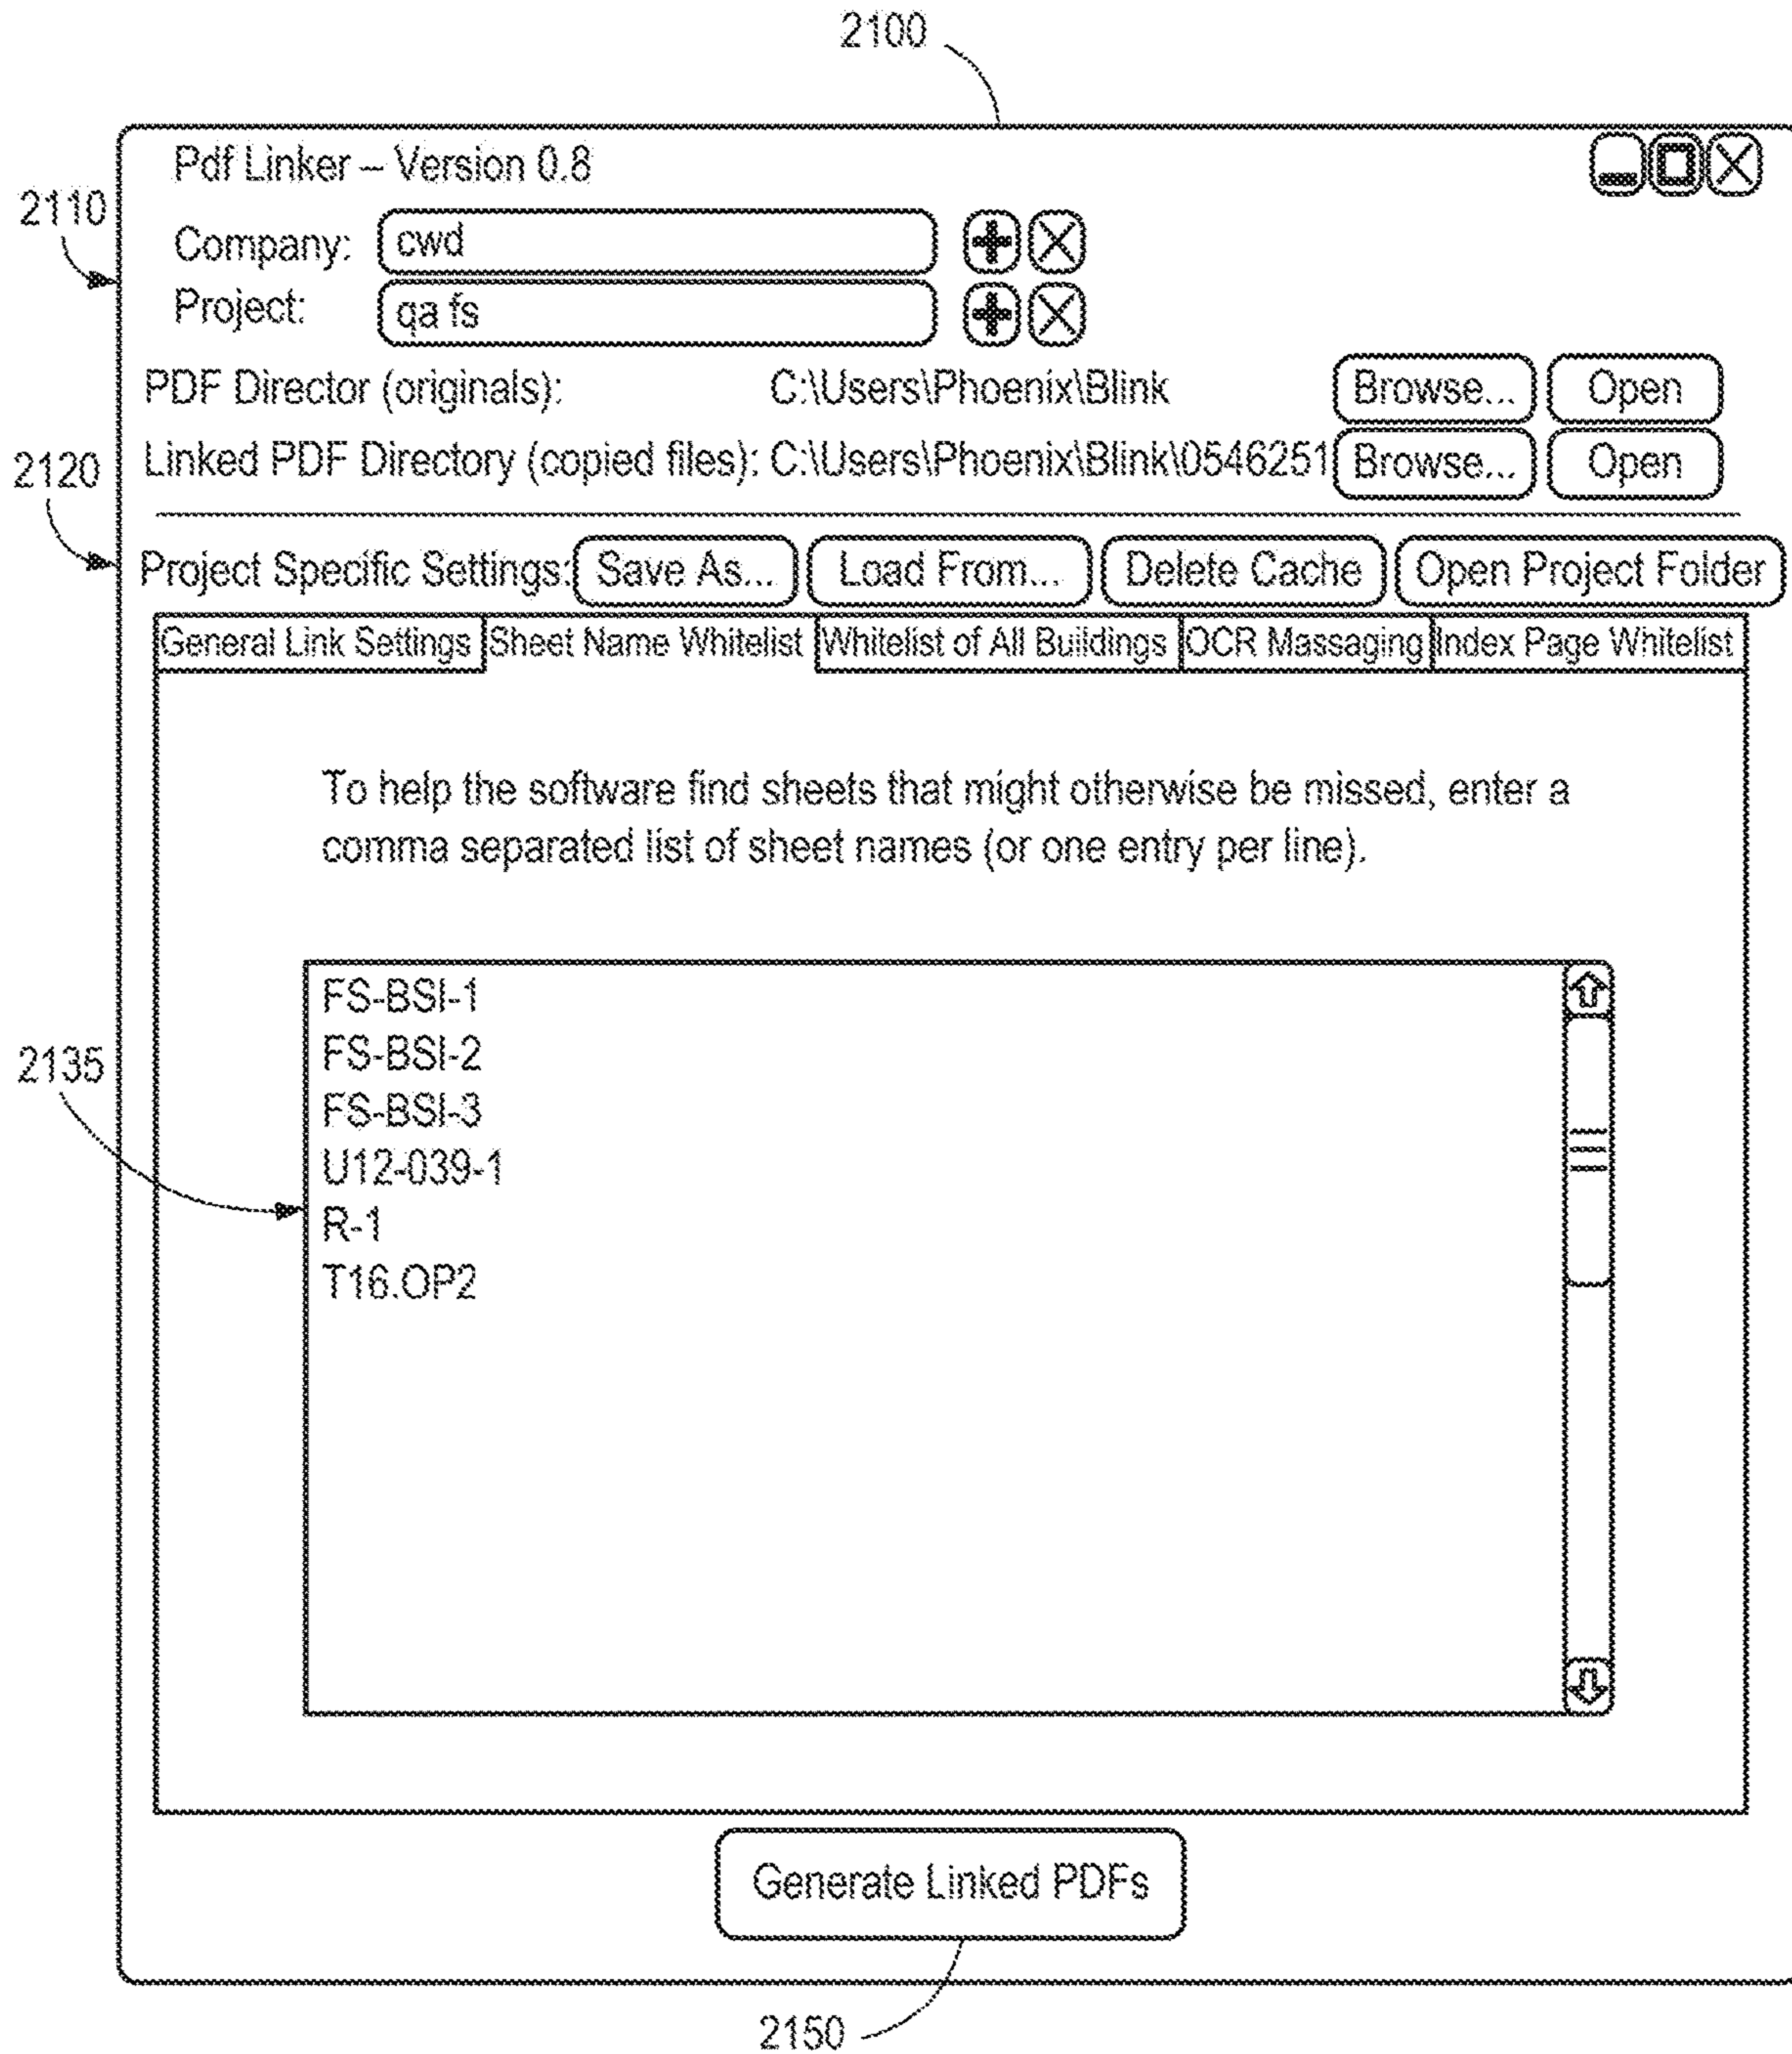 2100
Pdf Linker – Version 0.8
2110
Company: cwd
Project: qa fs
PDF Director (originals): C:\Users\Phoenix\Blink Browse... Open
2120
Linked PDF Directory (copied files): C:\Users\Phoenix\Blink\0546251 Browse... Open
Project Specific Settings: Save As... Load From... Delete Cache Open Project Folder
General Link Settings Sheet Name Whitelist Whitelist of All Buildings OCR Massaging Index Page Whitelist
To help the software find sheets that might otherwise be missed, enter a
comma separated list of sheet names (or one entry per line).
FS-BSI-1
FS-BSI-2
2135
FS-BSI-3
U12-039-1
R-1
T16.OP2
Generate Linked PDFs
2150